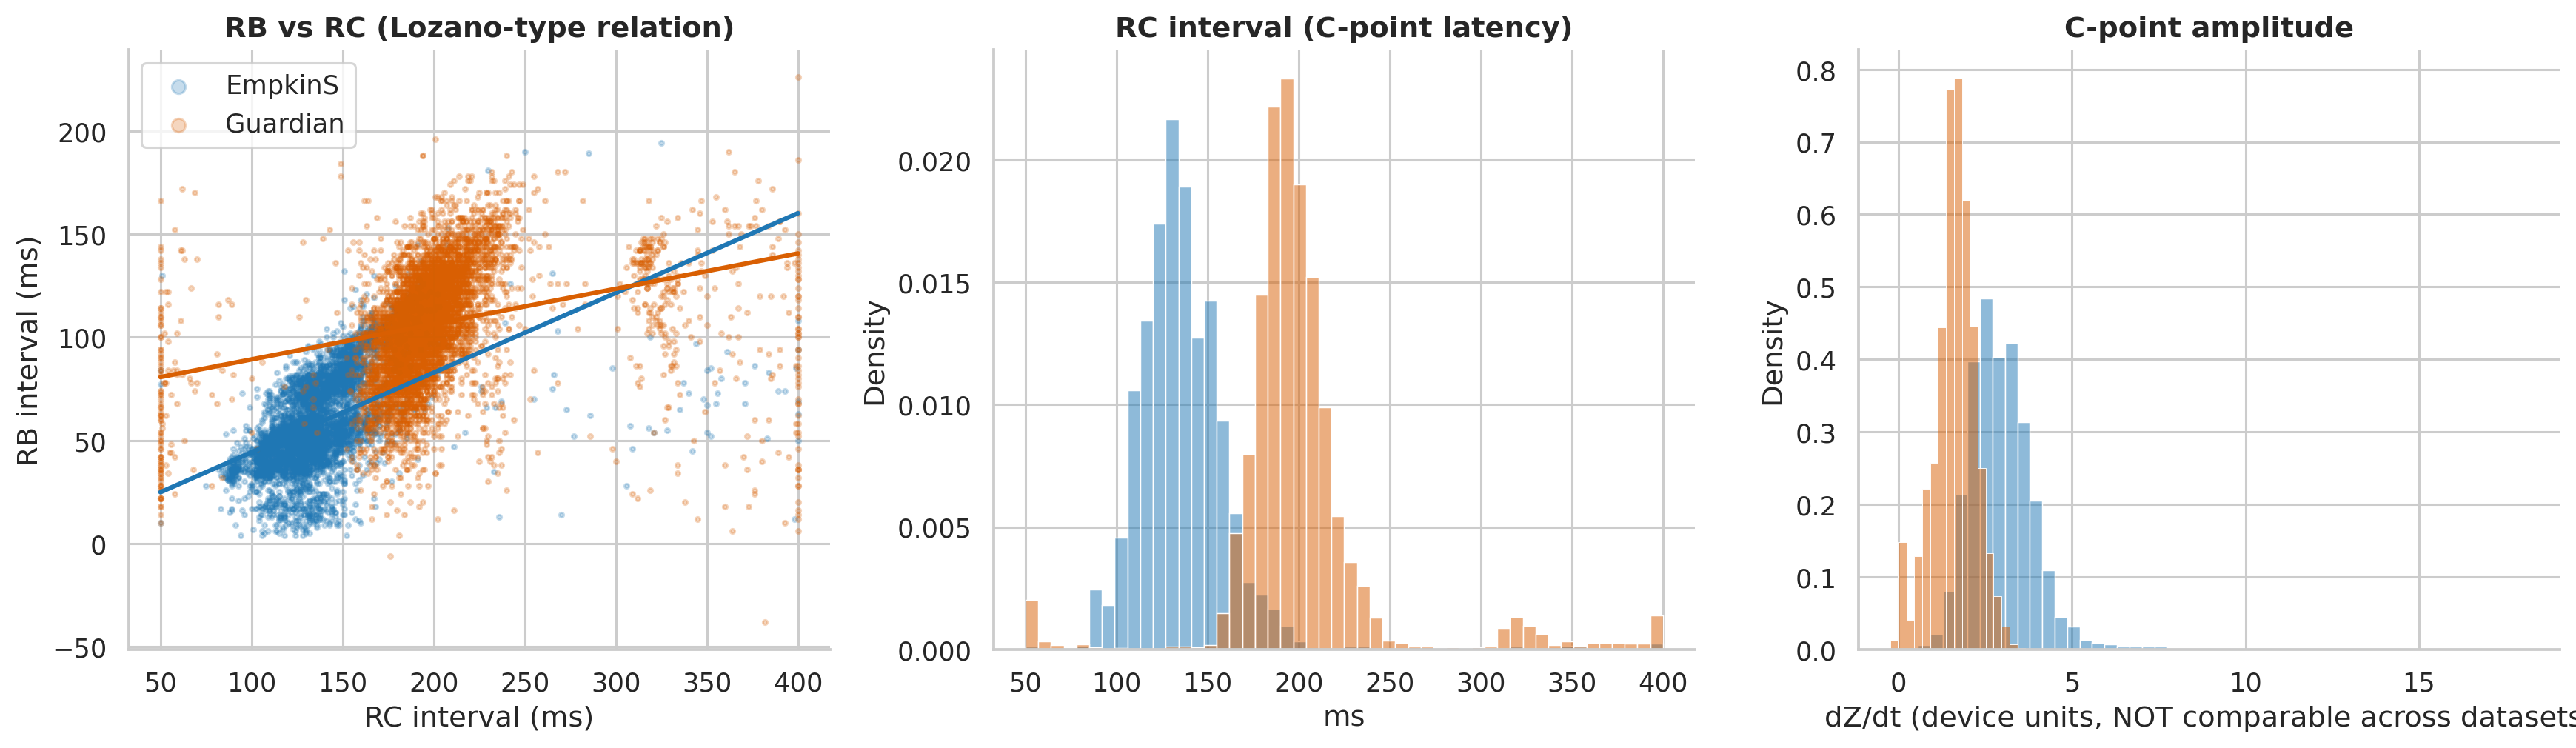 RB vs RC (Lozano-type relation)
EmpkinS
Guardian
RB interval (ms)
200
150
100
50
0
−50
50 100 150 200 250 300 350 400
RC interval (ms)
RC interval (C-point latency)
Density
0.020
0.015
0.010
0.005
0.000
50 100 150 200 250 300 350 400
ms
C-point amplitude
Density
0.8
0.7
0.6
0.5
0.4
0.3
0.2
0.1
0.0
0 5 10 15
dZ/dt (device units, NOT comparable across datasets